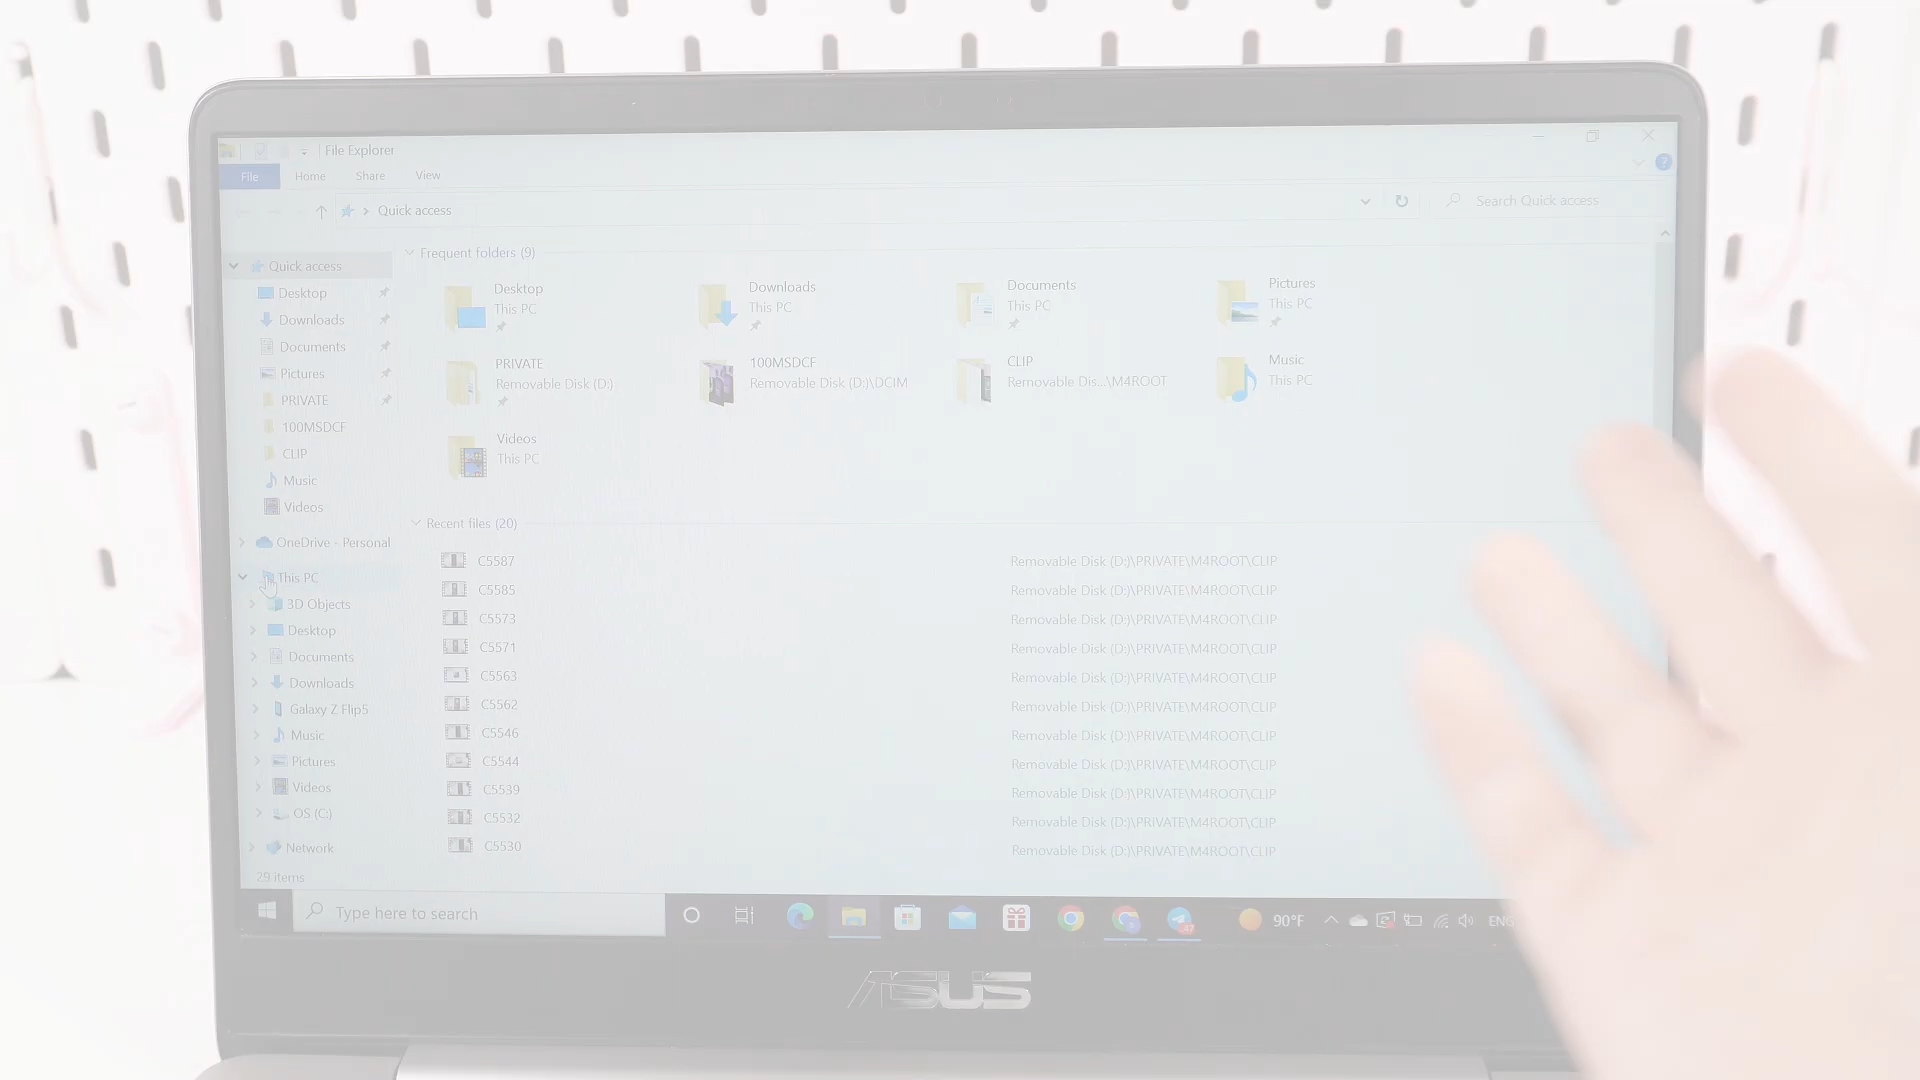 File Explorer
File Home Share View
Quick access
Search Quick access
Quick access
Desktop
Downloads
Documents
Pictures
PRIVATE
100MSDCF
CLIP
Music
Videos
OneDrive - Personal
This PC
3D Objects
Desktop
Documents
Downloads
Galaxy Z Flip5
Music
Pictures
Videos
OS (C:)
Network
29 items
Frequent folders (9)
Desktop
This PC
Downloads
This PC
Documents
This PC
Pictures
This PC
PRIVATE
Removable Disk (D:)
100MSDCF
Removable Disk (D:)\DCIM
CLIP
Removable Dis...\M4ROOT
Music
This PC
Videos
This PC
Recent files (20)
C5587 Removable Disk (D:)\PRIVATE\M4ROOT\CLIP
C5585 Removable Disk (D:)\PRIVATE\M4ROOT\CLIP
C5573 Removable Disk (D:)\PRIVATE\M4ROOT\CLIP
C5571 Removable Disk (D:)\PRIVATE\M4ROOT\CLIP
C5563 Removable Disk (D:)\PRIVATE\M4ROOT\CLIP
C5562 Removable Disk (D:)\PRIVATE\M4ROOT\CLIP
C5546 Removable Disk (D:)\PRIVATE\M4ROOT\CLIP
C5544 Removable Disk (D:)\PRIVATE\M4ROOT\CLIP
C5539 Removable Disk (D:)\PRIVATE\M4ROOT\CLIP
C5532 Removable Disk (D:)\PRIVATE\M4ROOT\CLIP
C5530 Removable Disk (D:)\PRIVATE\M4ROOT\CLIP
Type here to search
47
90°F
ENG
ASUS